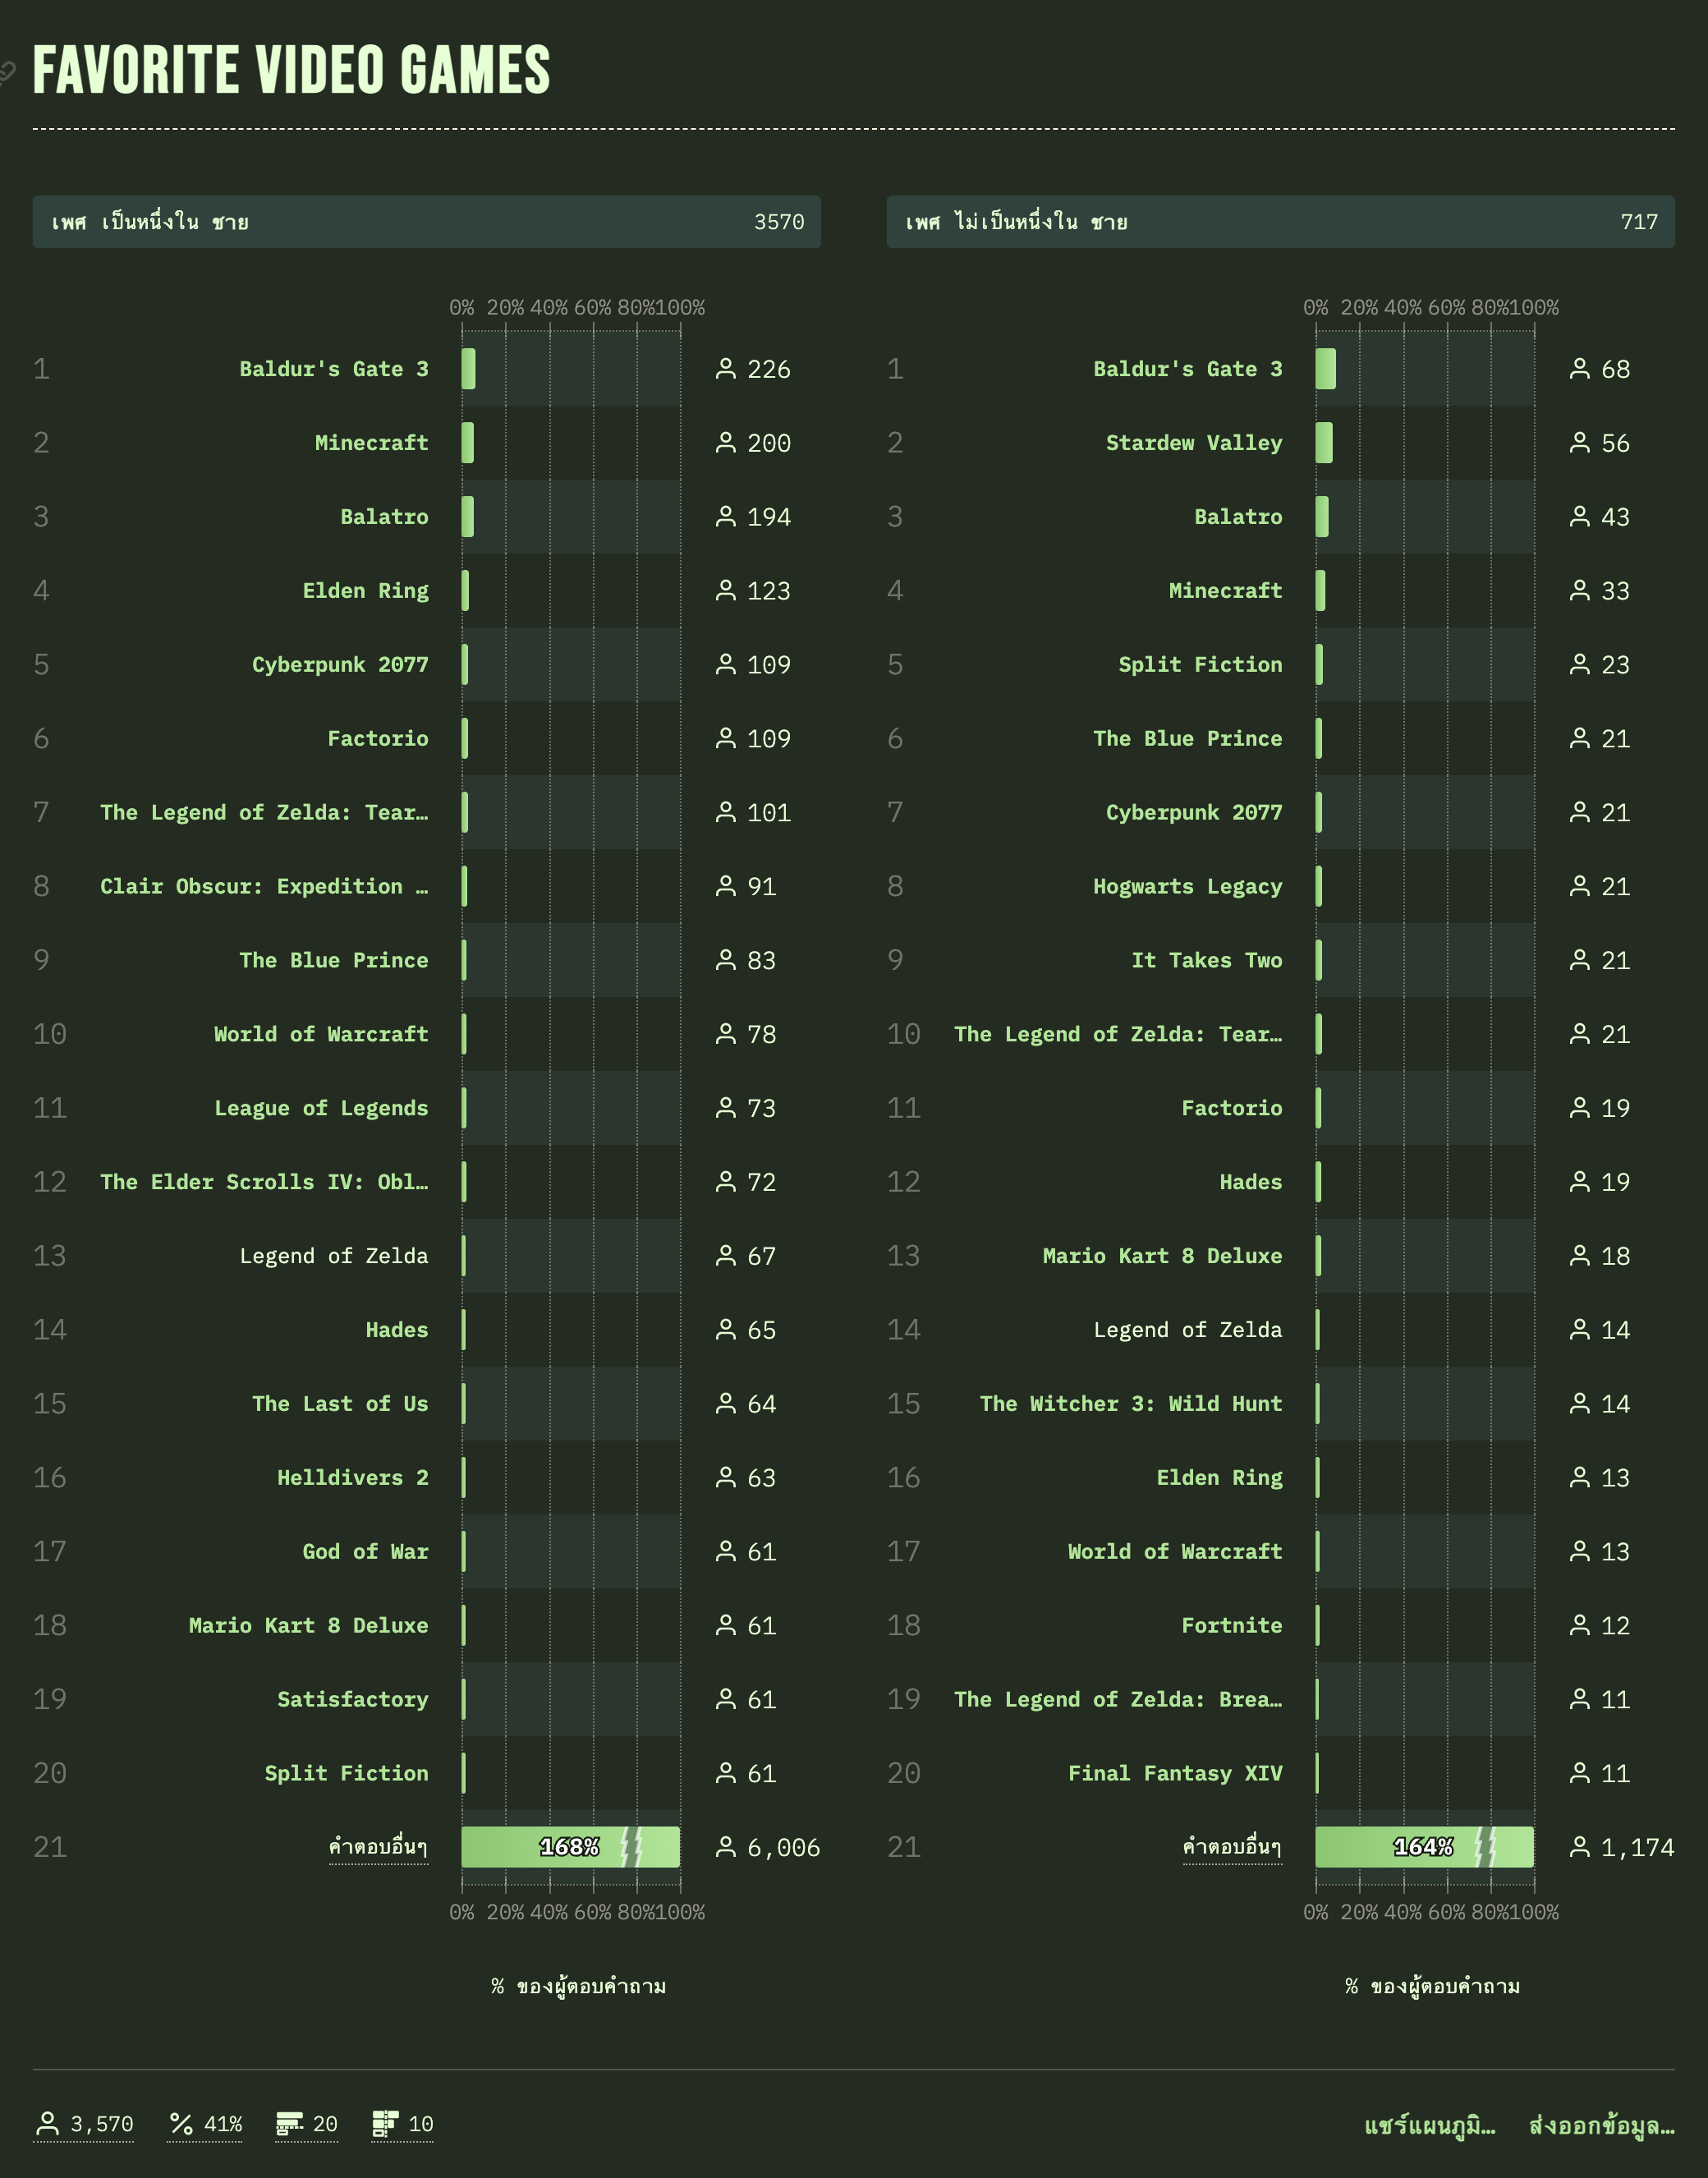 FAVORITE VIDEO GAMES
เพศ เป็นหนึ่งใน ชาย 3570
0% 20% 40% 60% 80% 100%
1 Baldur's Gate 3 226
2 Minecraft 200
3 Balatro 194
4 Elden Ring 123
5 Cyberpunk 2077 109
6 Factorio 109
7 The Legend of Zelda: Tear… 101
8 Clair Obscur: Expedition … 91
9 The Blue Prince 83
10 World of Warcraft 78
11 League of Legends 73
12 The Elder Scrolls IV: Obl… 72
13 Legend of Zelda 67
14 Hades 65
15 The Last of Us 64
16 Helldivers 2 63
17 God of War 61
18 Mario Kart 8 Deluxe 61
19 Satisfactory 61
20 Split Fiction 61
21 คำตอบอื่นๆ 168% 6,006
0% 20% 40% 60% 80% 100%
% ของผู้ตอบคำถาม
เพศ ไม่เป็นหนึ่งใน ชาย 717
0% 20% 40% 60% 80% 100%
1 Baldur's Gate 3 68
2 Stardew Valley 56
3 Balatro 43
4 Minecraft 33
5 Split Fiction 23
6 The Blue Prince 21
7 Cyberpunk 2077 21
8 Hogwarts Legacy 21
9 It Takes Two 21
10 The Legend of Zelda: Tear… 21
11 Factorio 19
12 Hades 19
13 Mario Kart 8 Deluxe 18
14 Legend of Zelda 14
15 The Witcher 3: Wild Hunt 14
16 Elden Ring 13
17 World of Warcraft 13
18 Fortnite 12
19 The Legend of Zelda: Brea… 11
20 Final Fantasy XIV 11
21 คำตอบอื่นๆ 164% 1,174
0% 20% 40% 60% 80% 100%
% ของผู้ตอบคำถาม
3,570 % 41% 20 10 แชร์แผนภูมิ… ส่งออกข้อมูล…